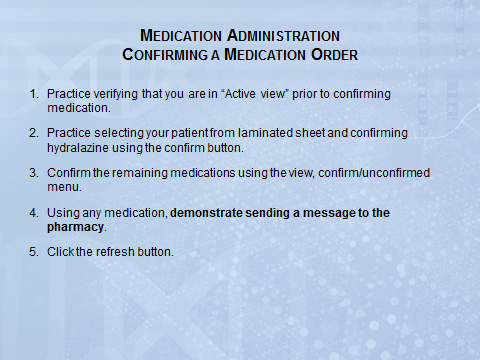 MEDICATION ADMINISTRATION
CONFIRMING A MEDICATION ORDER
1. Practice verifying that you are in “Active view” prior to confirming
medication.
2. Practice selecting your patient from laminated sheet and confirming
hydralazine using the confirm button.
3. Confirm the remaining medications using the view, confirm/unconfirmed
menu.
4. Using any medication, demonstrate sending a message to the
pharmacy.
5. Click the refresh button.